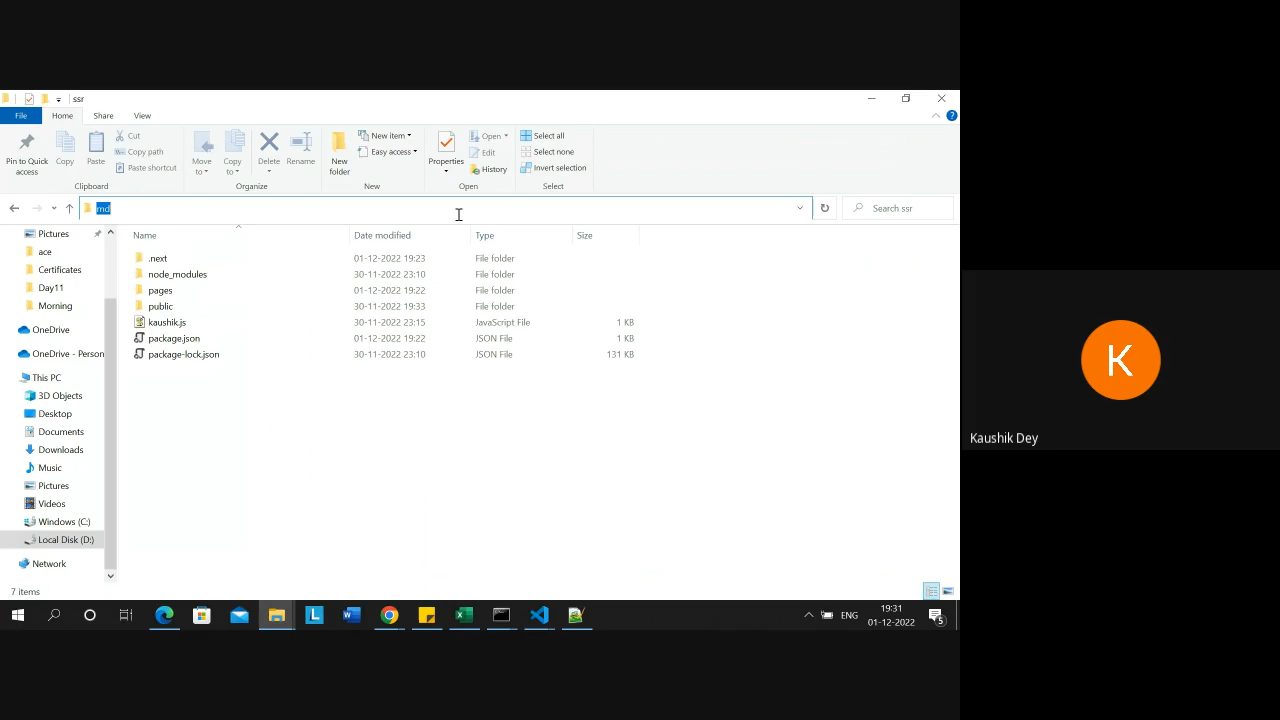 ssr
File Home Share View
Pin to Quick access
Copy
Paste
Cut
Copy path
Paste shortcut
Clipboard
Move to
Copy to
Delete
Rename
Organize
New folder
New item
Easy access
New
Properties
Open
Edit
History
Open
Select all
Select none
Invert selection
Select
md
Search ssr
Pictures
ace
Certificates
Day11
Morning
OneDrive
OneDrive - Person
This PC
3D Objects
Desktop
Documents
Downloads
Music
Pictures
Videos
Windows (C:)
Local Disk (D:)
Network
Name Date modified Type Size
.next 01-12-2022 19:23 File folder
node_modules 30-11-2022 23:10 File folder
pages 01-12-2022 19:22 File folder
public 30-11-2022 19:33 File folder
kaushik.js 30-11-2022 23:15 JavaScript File 1 KB
package.json 01-12-2022 19:22 JSON File 1 KB
package-lock.json 30-11-2022 23:10 JSON File 131 KB
7 items
L
ENG
19:31
01-12-2022
5
K
Kaushik Dey